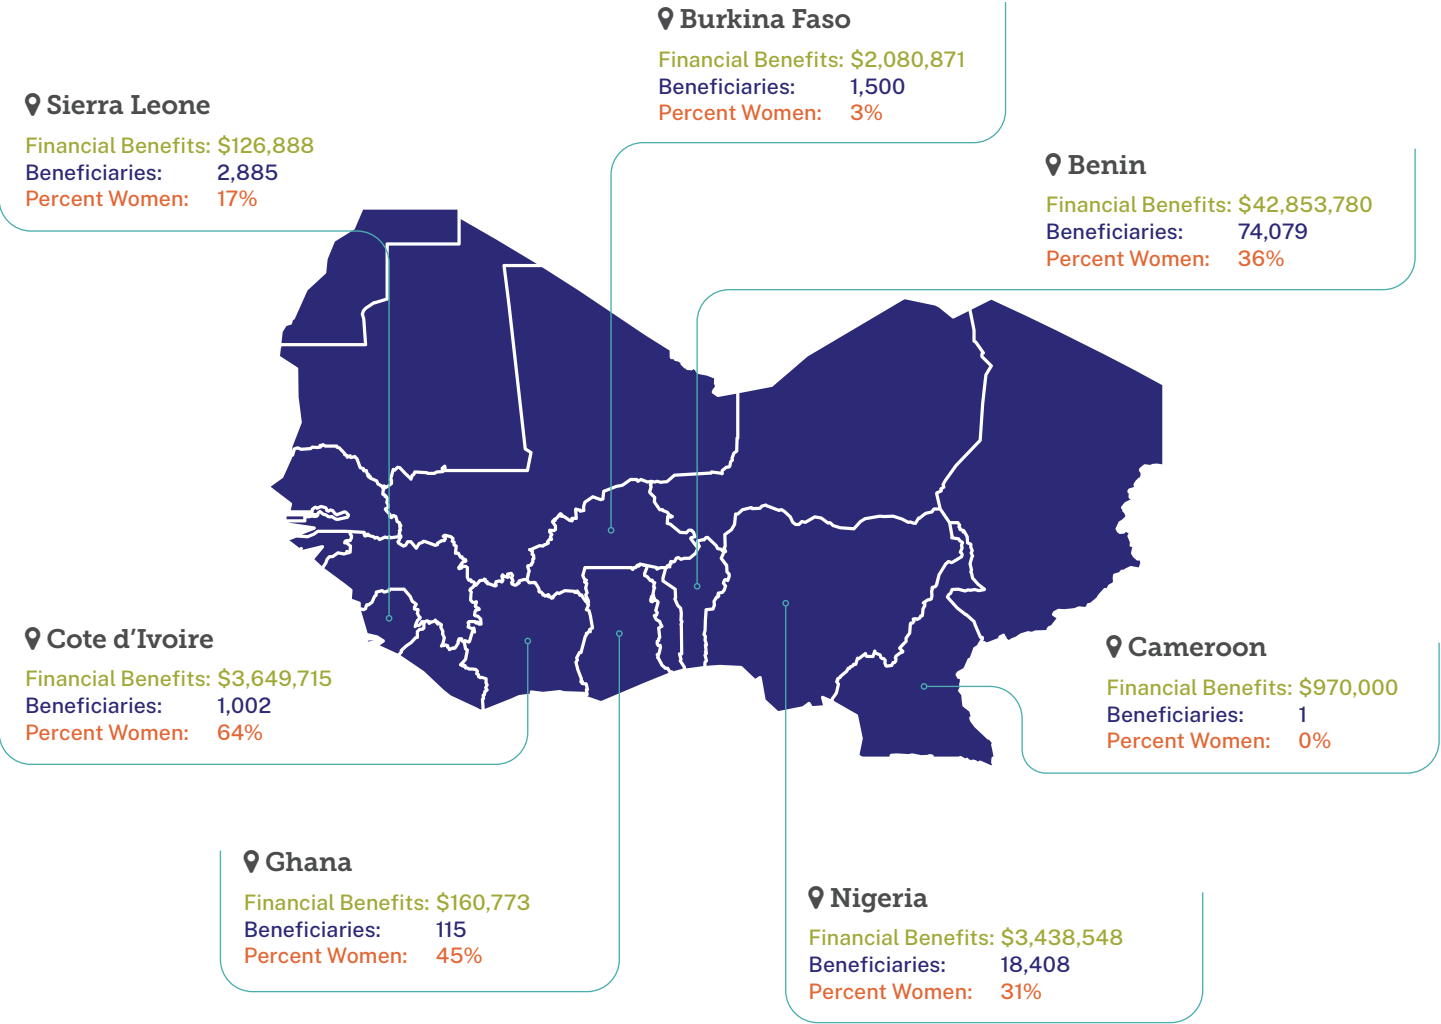 Burkina Faso
Financial Benefits: $2,080,871
Beneficiaries: 1,500
Percent Women: 3%
Sierra Leone
Financial Benefits: $126,888
Beneficiaries: 2,885
Percent Women: 17%
Benin
Financial Benefits: $42,853,780
Beneficiaries: 74,079
Percent Women: 36%
Cote d’Ivoire
Financial Benefits: $3,649,715
Beneficiaries: 1,002
Percent Women: 64%
Cameroon
Financial Benefits: $970,000
Beneficiaries: 1
Percent Women: 0%
Ghana
Financial Benefits: $160,773
Beneficiaries: 115
Percent Women: 45%
Nigeria
Financial Benefits: $3,438,548
Beneficiaries: 18,408
Percent Women: 31%